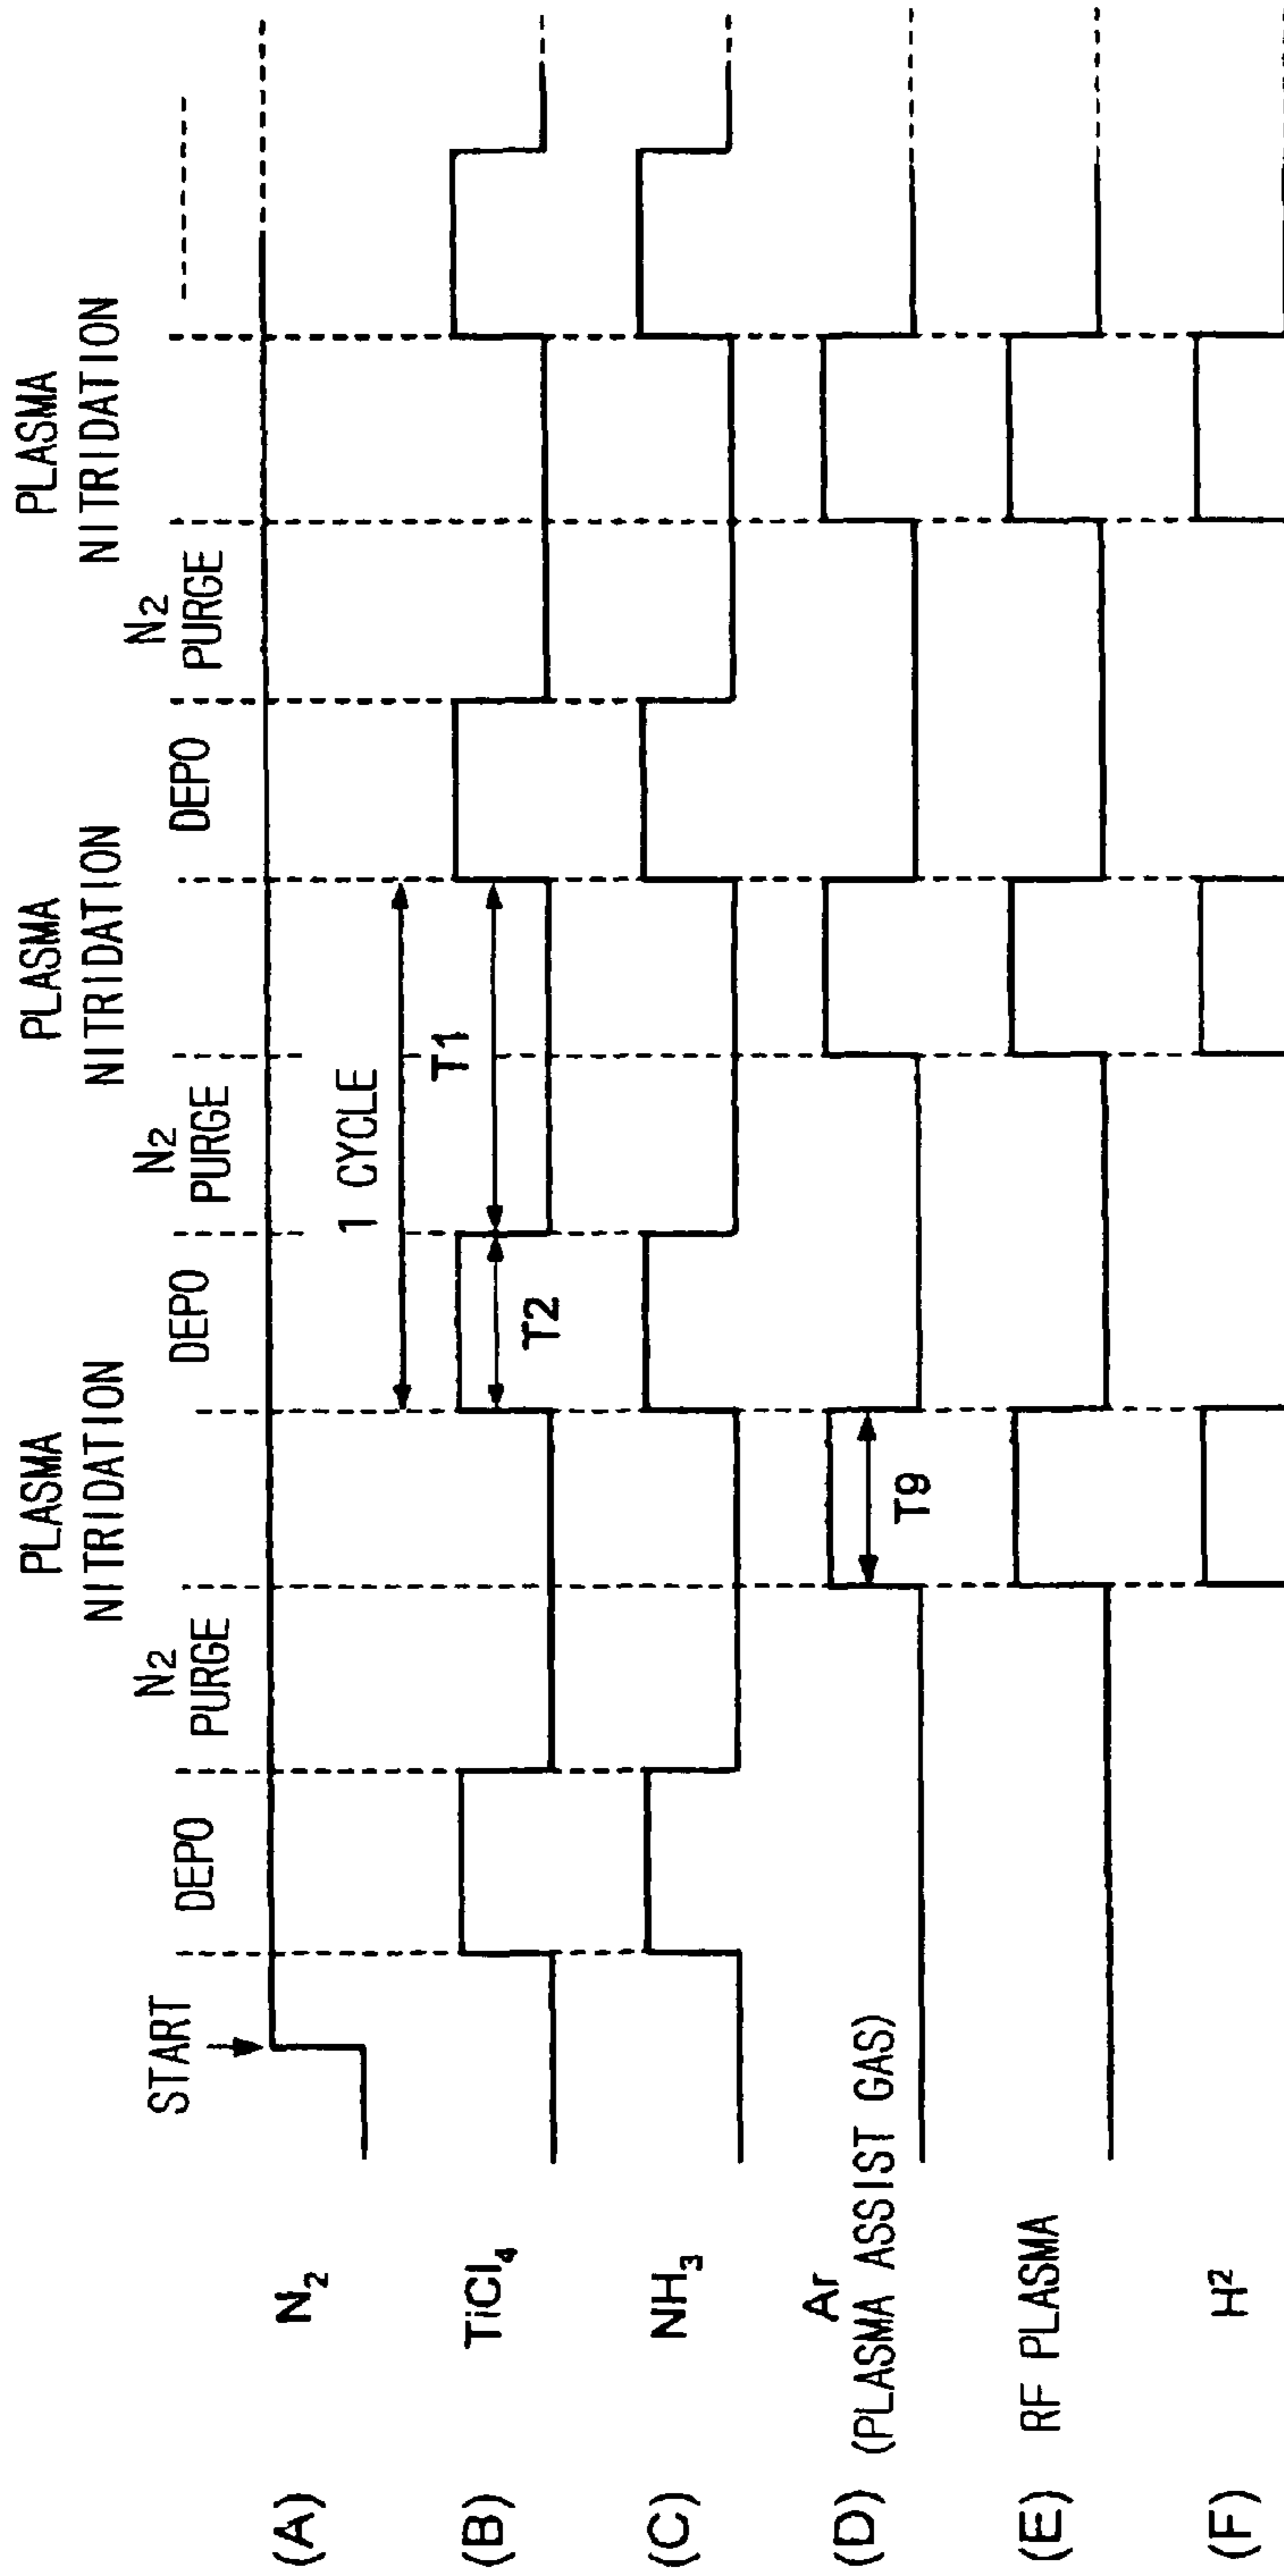 PLASMA
NITRIDATION
PLASMA
NITRIDATION
PLASMA
NITRIDATION
START
DEPO
N2
PURGE
DEPO
N2
PURGE
DEPO
N2
PURGE
1 CYCLE
T2
T1
T9
(A) N₂
(B) TiCl₄
(C) NH₃
(D) Ar
(PLASMA ASSIST GAS)
(E) RF PLASMA
(F) H²